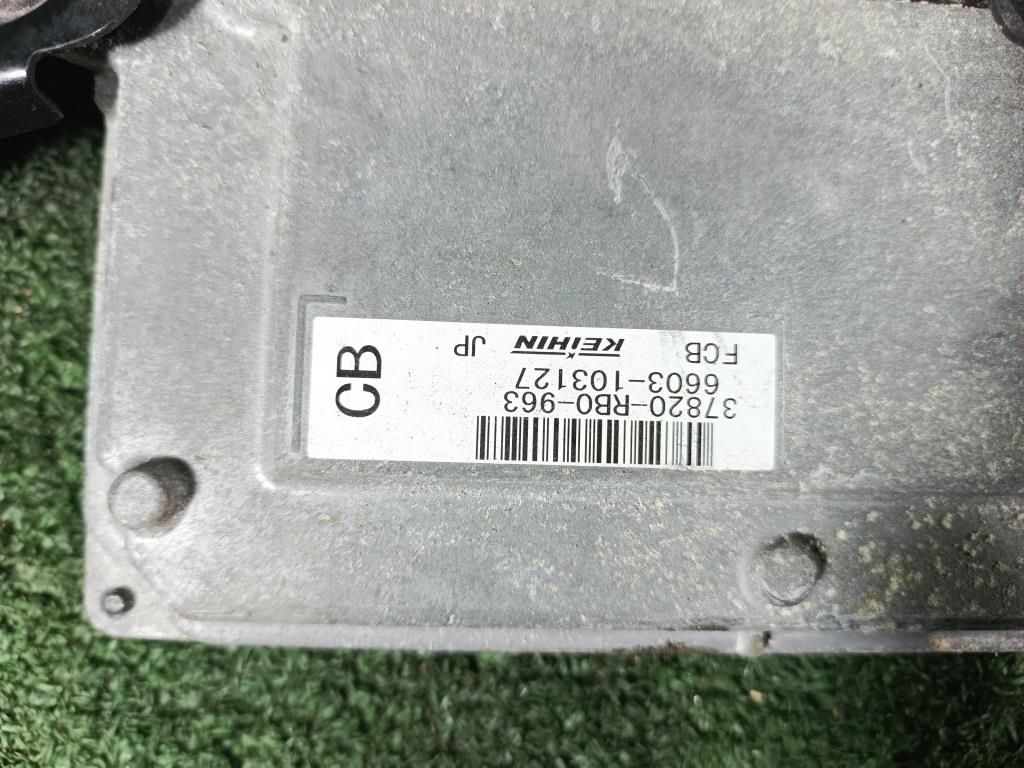 37820-RB0-963
6603-103127
FCB KEIHIN JP
CB